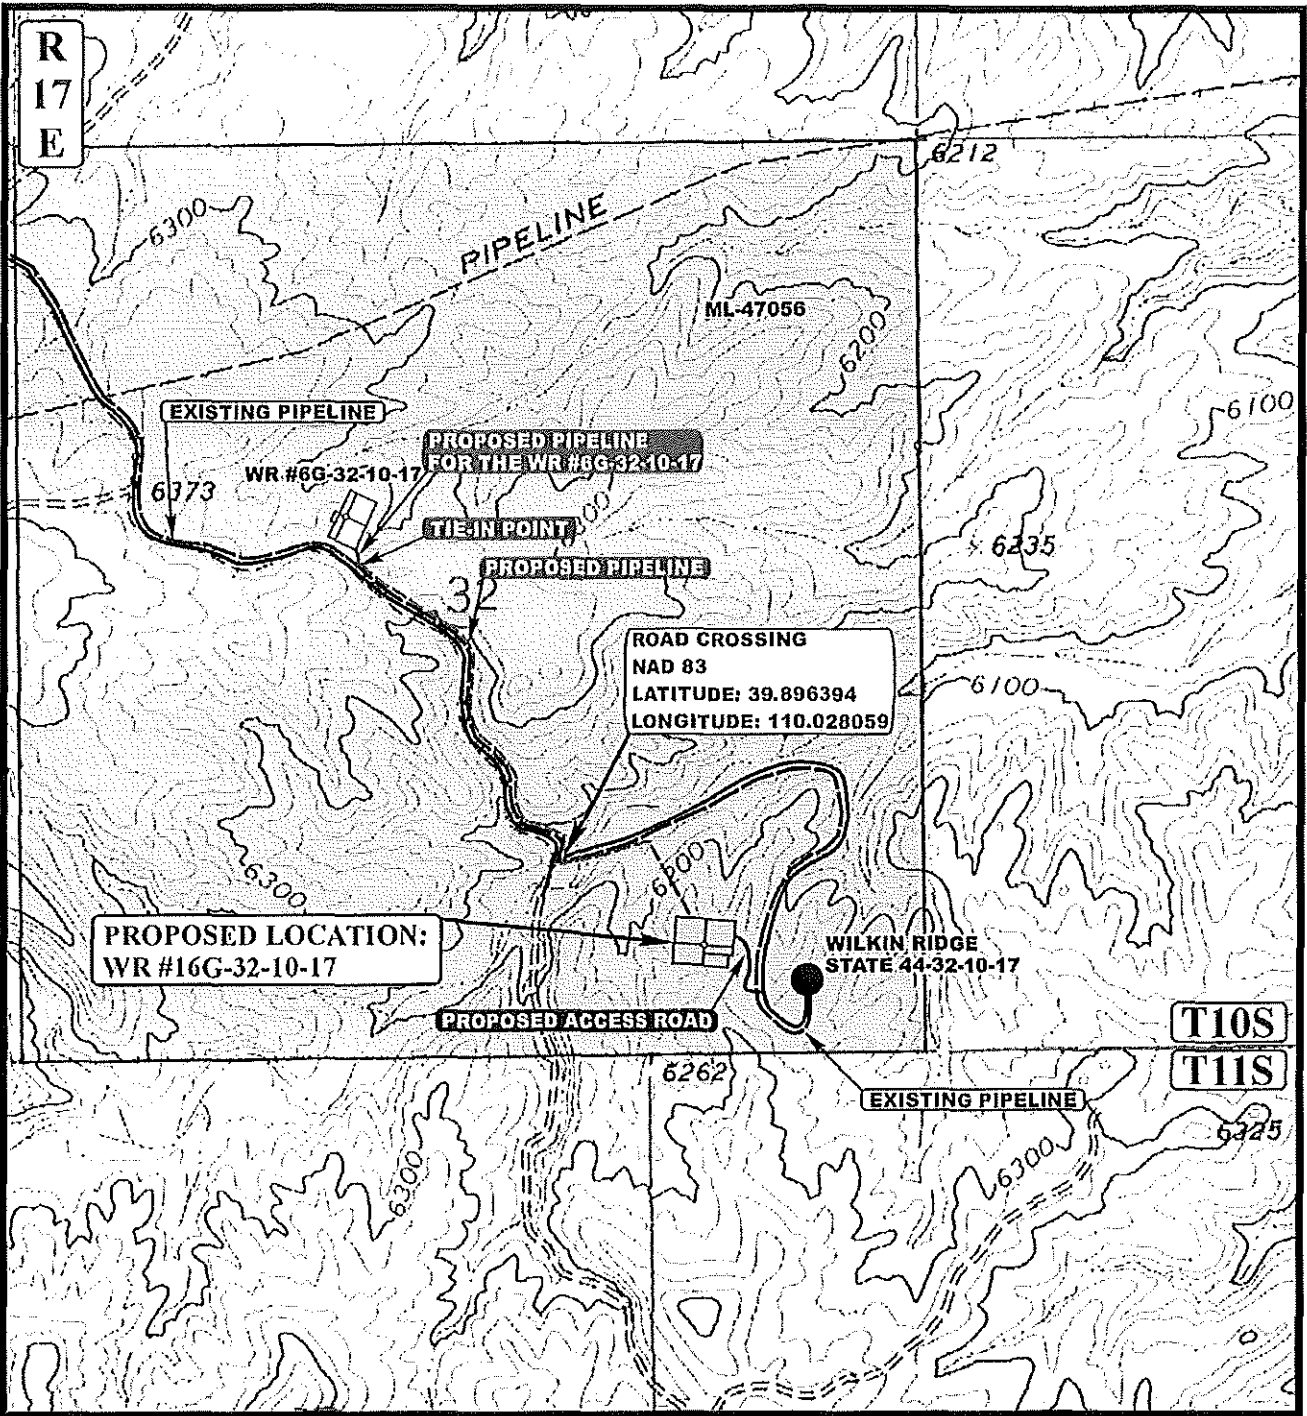 R
17
E
6212
6300
PIPELINE
ML-47056
6200
6100
EXISTING PIPELINE
PROPOSED PIPELINE
FOR THE WR #6G-32-10-17
WR #6G-32-10-17
6373
TIE-IN POINT
6235
PROPOSED PIPELINE
32
ROAD CROSSING
NAD 83
LATITUDE: 39.896394
LONGITUDE: 110.028059
6100
6300
6200
PROPOSED LOCATION:
WR #16G-32-10-17
WILKIN RIDGE
STATE 44-32-10-17
PROPOSED ACCESS ROAD
T10S
6262
T11S
EXISTING PIPELINE
6325
6300
6300